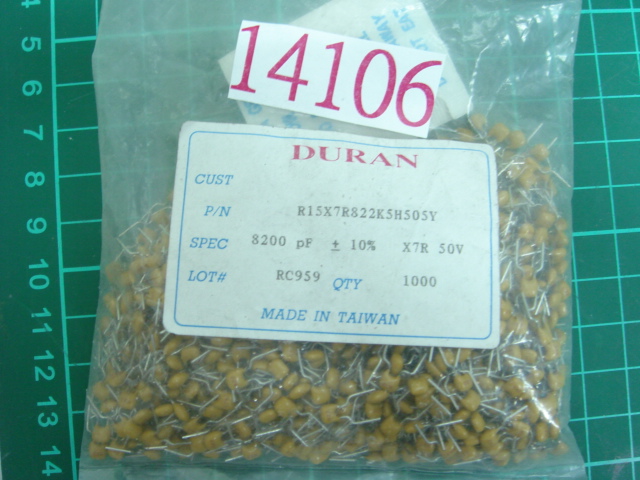 14106
DURAN
CUST
P/N R15X7R822K5H505Y
SPEC 8200 pF ± 10% X7R 50V
LOT# RC959 QTY 1000
MADE IN TAIWAN
4
5
6
7
8
9
10
11
12
13
14